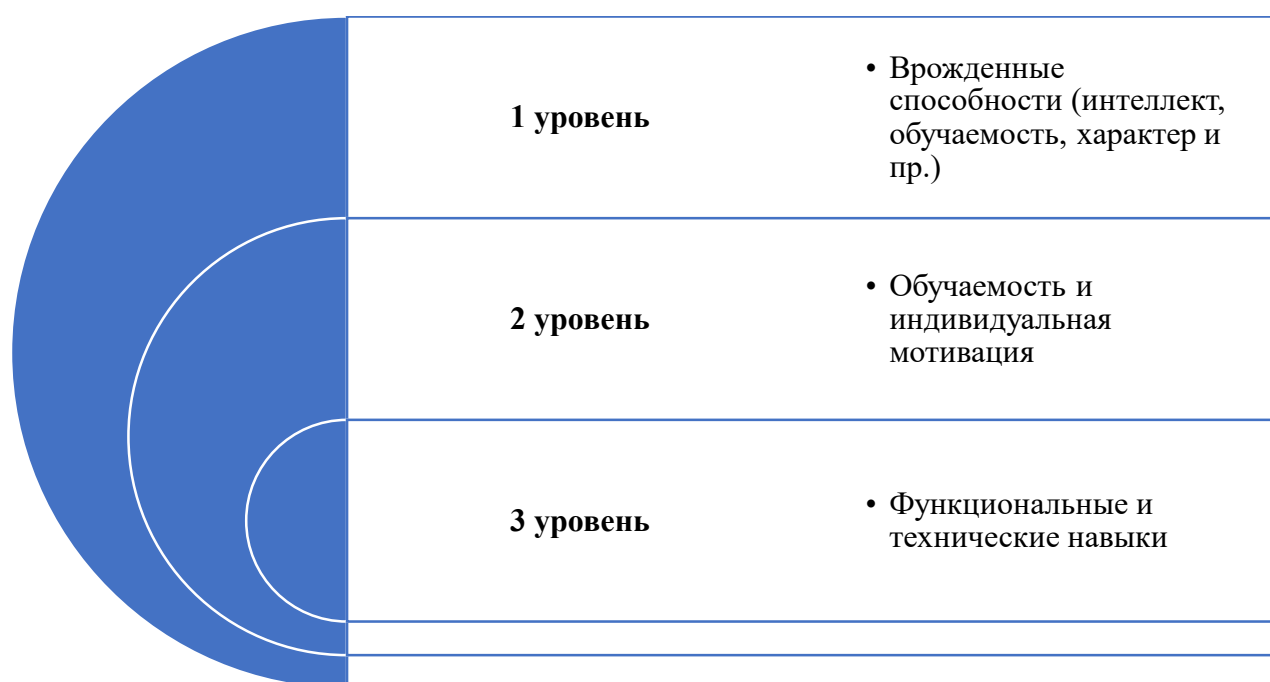 1 уровень
• Врожденные
способности (интеллект,
обучаемость, характер и
пр.)
2 уровень
• Обучаемость и
индивидуальная
мотивация
3 уровень
• Функциональные и
технические навыки